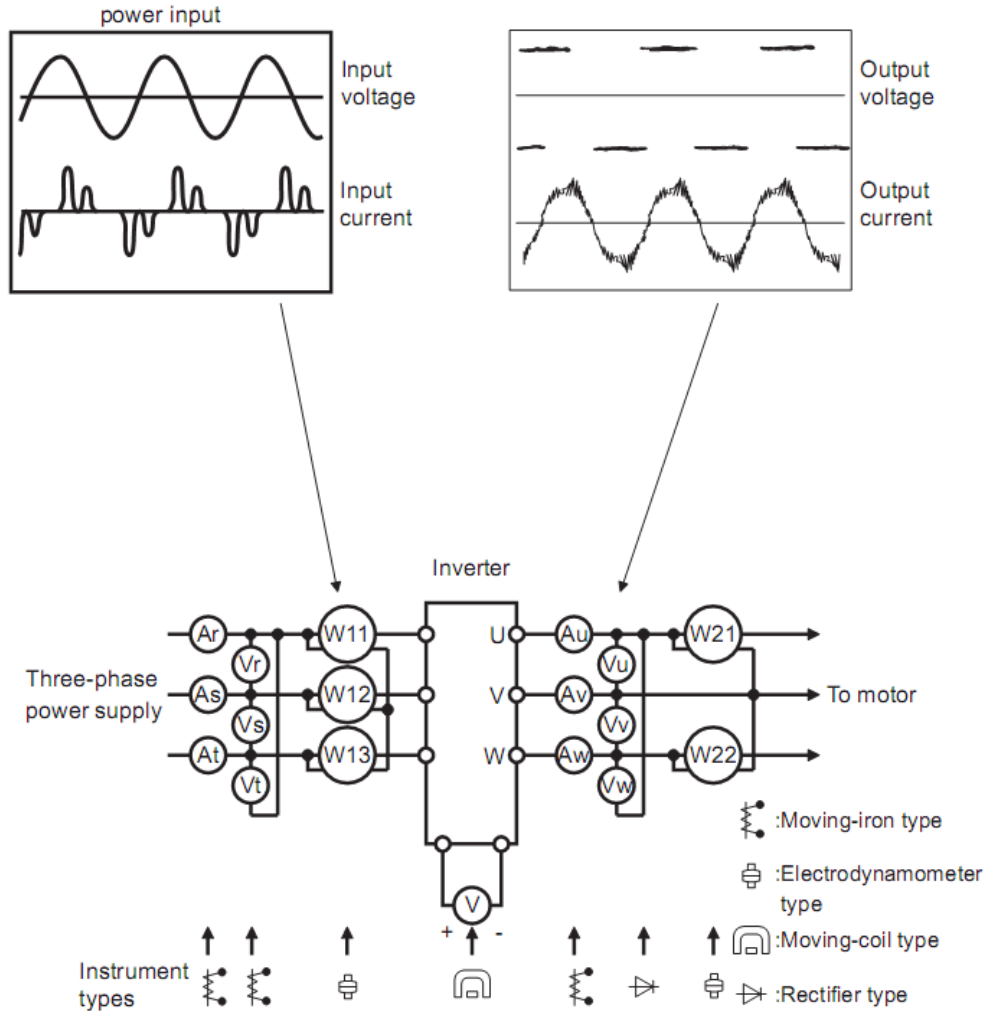 power input
Input
voltage
Input
current
Output
voltage
Output
current
Inverter
Ar
W11
U
Au
W21
Vr
Vu
Three-phase
power supply
As
W12
V
Av
To motor
Vs
Vv
At
W13
W
Aw
W22
Vt
Vw
:Moving-iron type
:Electrodynamometer
type
V
+ -
:Moving-coil type
Instrument
types
:Rectifier type